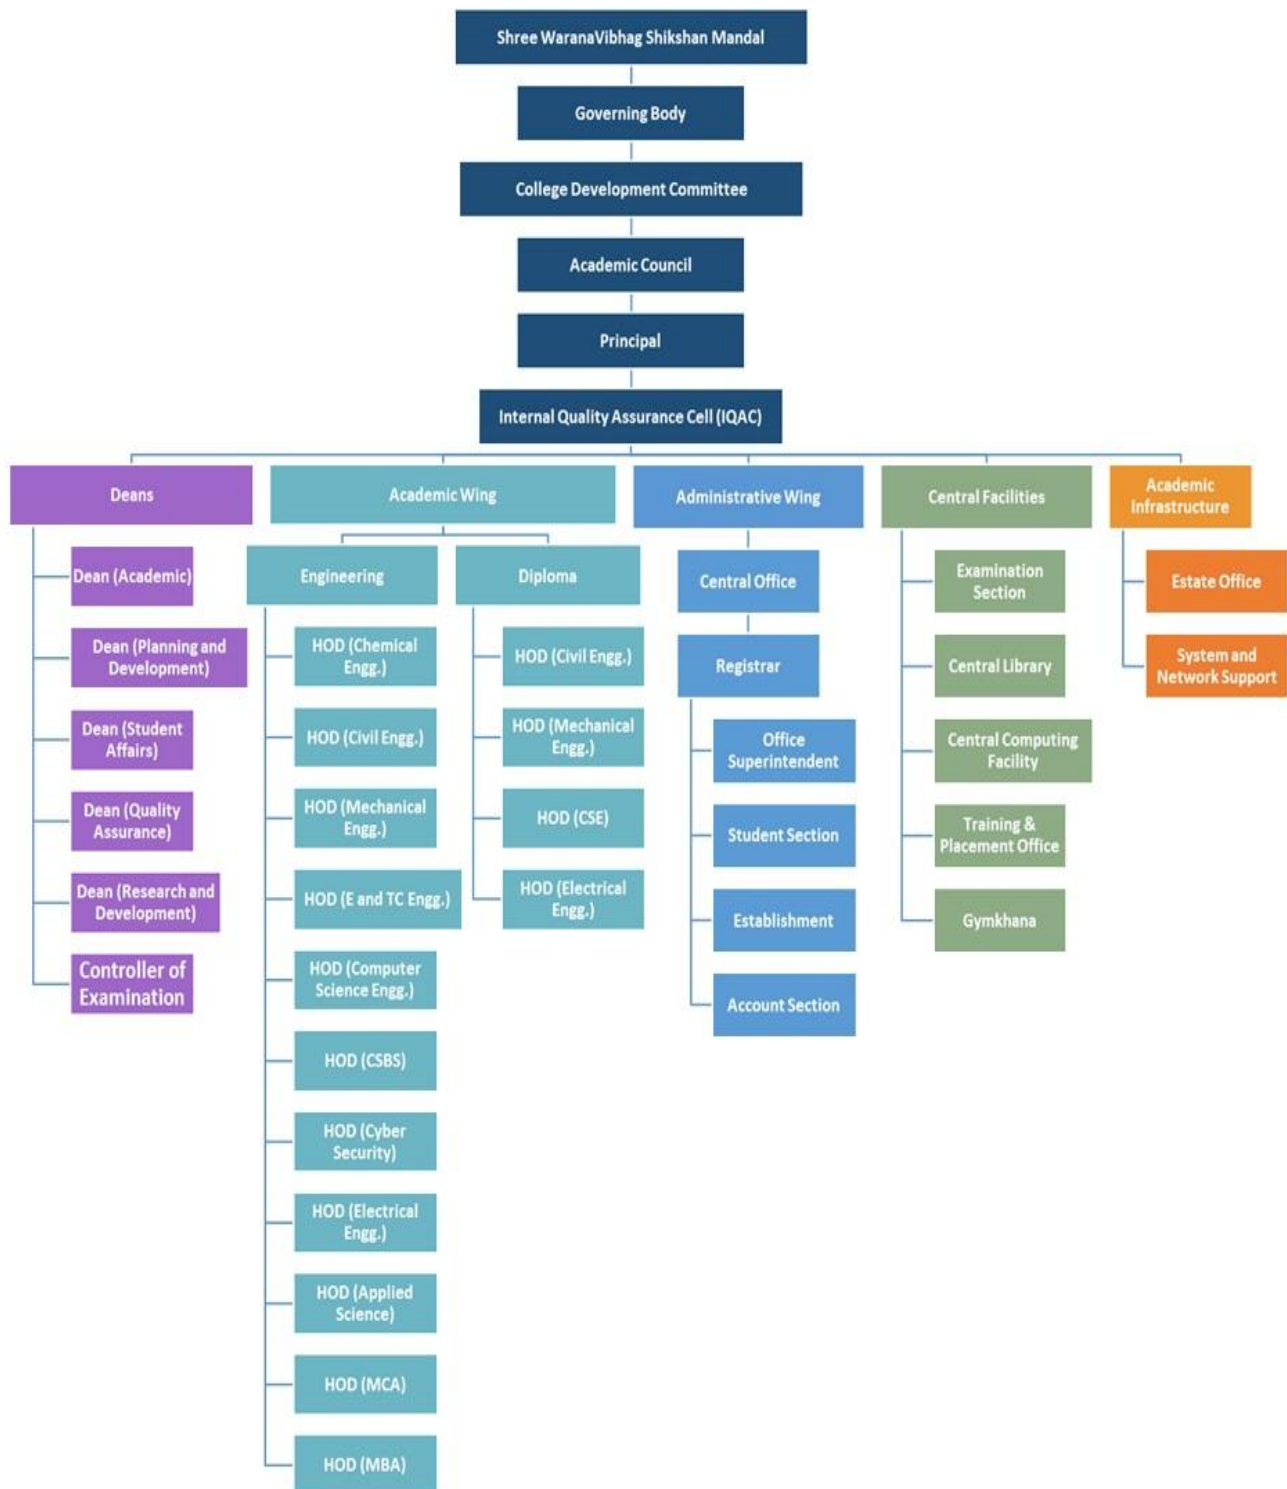 Shree WaranaVibhag Shikshan Mandal
Governing Body
College Development Committee
Academic Council
Principal
Internal Quality Assurance Cell (IQAC)
Deans
Dean (Academic)
Dean (Planning and
Development)
Dean (Student
Affairs)
Dean (Quality
Assurance)
Dean (Research and
Development)
Controller of
Examination
Academic Wing
Engineering
HOD (Chemical
Engg.)
HOD (Civil Engg.)
HOD (Mechanical
Engg.)
HOD (E and TC Engg.)
HOD (Computer
Science Engg.)
HOD (CSBS)
HOD (Cyber
Security)
HOD (Electrical
Engg.)
HOD (Applied
Science)
HOD (MCA)
HOD (MBA)
Diploma
HOD (Civil Engg.)
HOD (Mechanical
Engg.)
HOD (CSE)
HOD (Electrical
Engg.)
Administrative Wing
Central Office
Registrar
Office
Superintendent
Student Section
Establishment
Account Section
Central Facilities
Examination
Section
Central Library
Central Computing
Facility
Training &
Placement Office
Gymkhana
Academic
Infrastructure
Estate Office
System and
Network Support